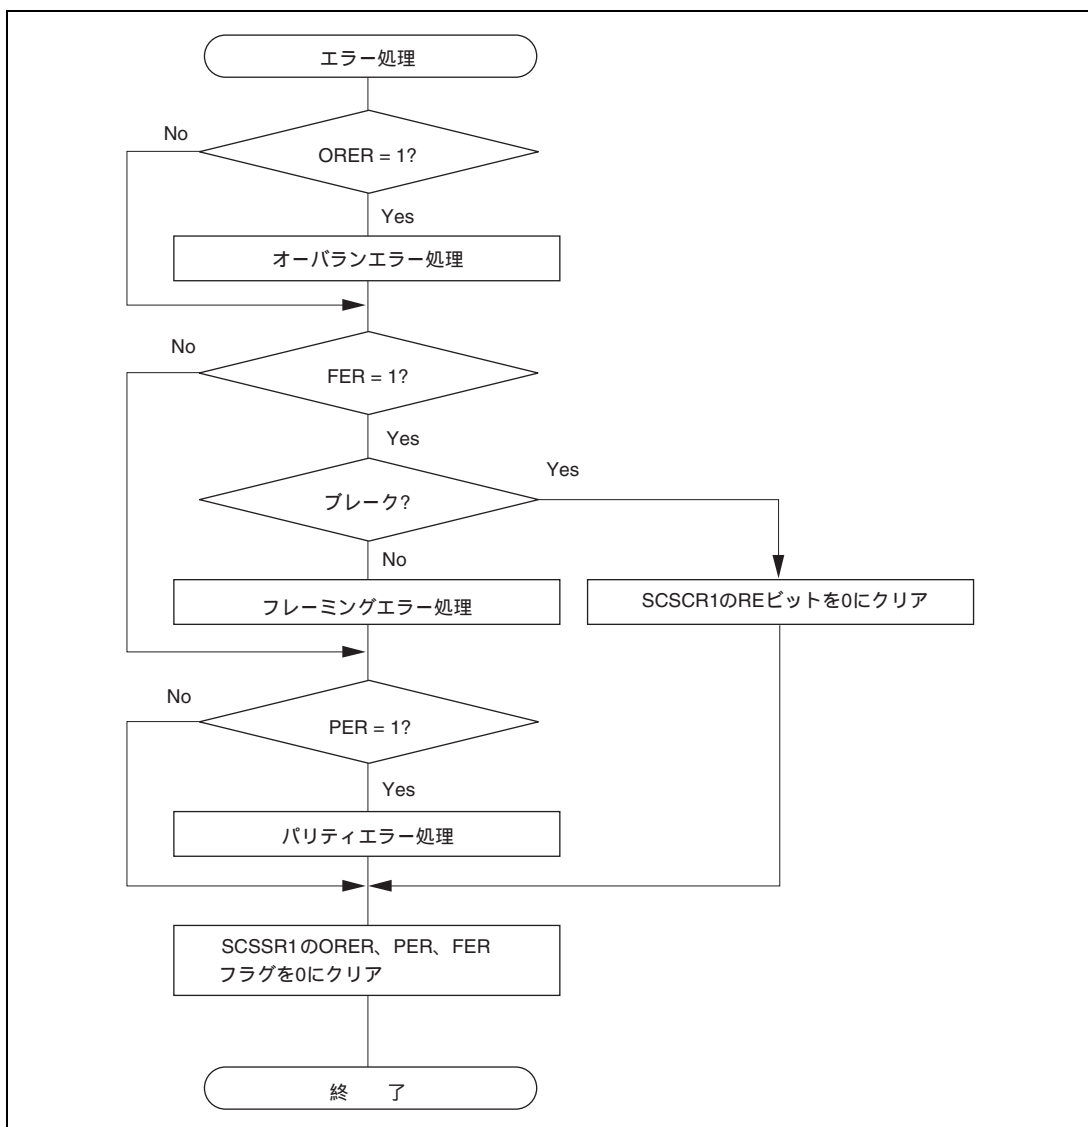 エラー処理
No
ORER = 1?
Yes
オーバランエラー処理
No
FER = 1?
Yes
ブレーク?
Yes
No
フレーミングエラー処理
SCSCR1のREビットを0にクリア
No
PER = 1?
Yes
パリティエラー処理
SCSSR1のORER、PER、FER
フラグを0にクリア
終　了